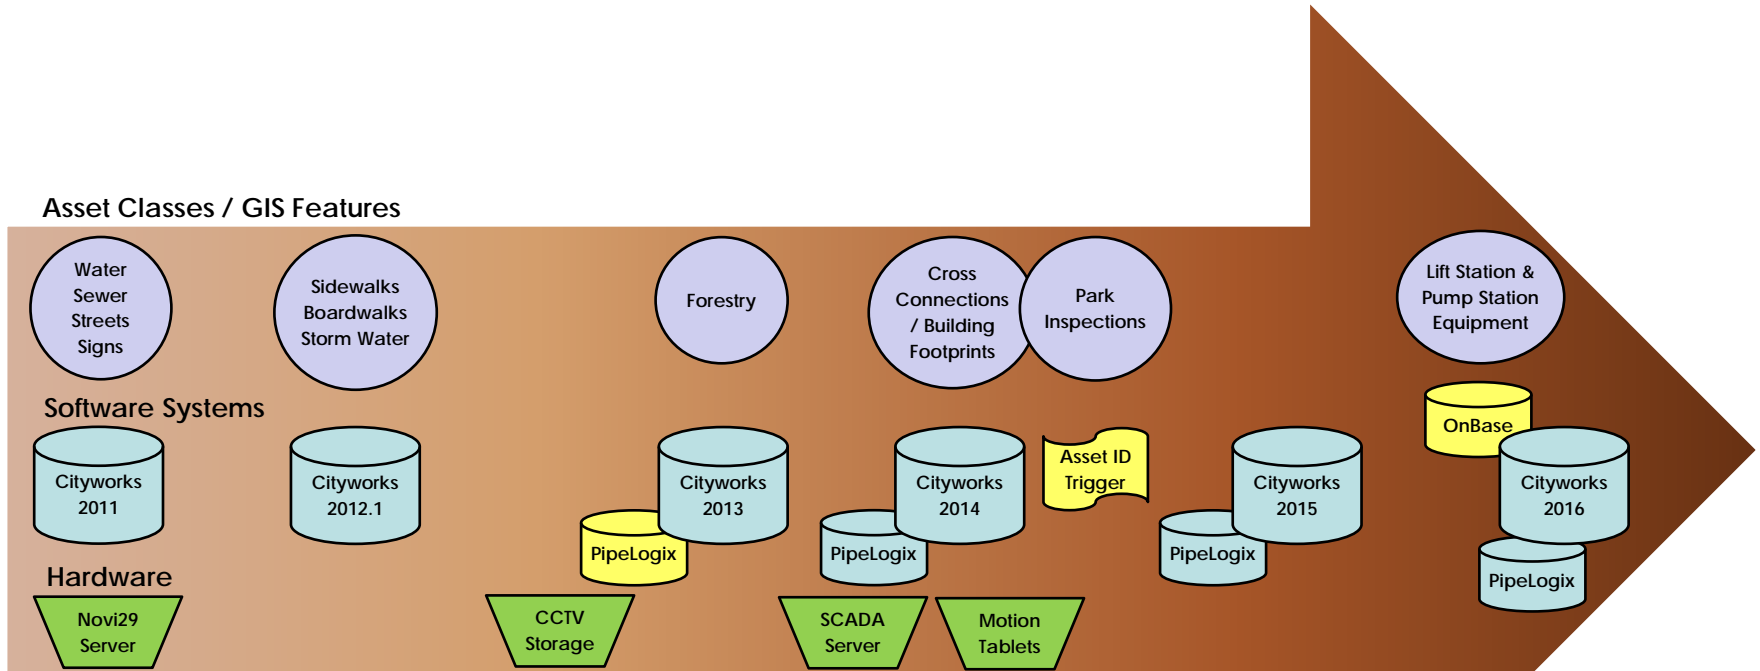 Asset Classes / GIS Features
Water
Sewer
Streets
Signs
Sidewalks
Boardwalks
Storm Water
Forestry
Cross
Connections
/ Building
Footprints
Park
Inspections
Lift Station &
Pump Station
Equipment
Software Systems
Cityworks
2011
Cityworks
2012.1
PipeLogix
Cityworks
2013
PipeLogix
Cityworks
2014
Asset ID
Trigger
PipeLogix
Cityworks
2015
OnBase
Cityworks
2016
PipeLogix
Hardware
Novi29
Server
CCTV
Storage
SCADA
Server
Motion
Tablets